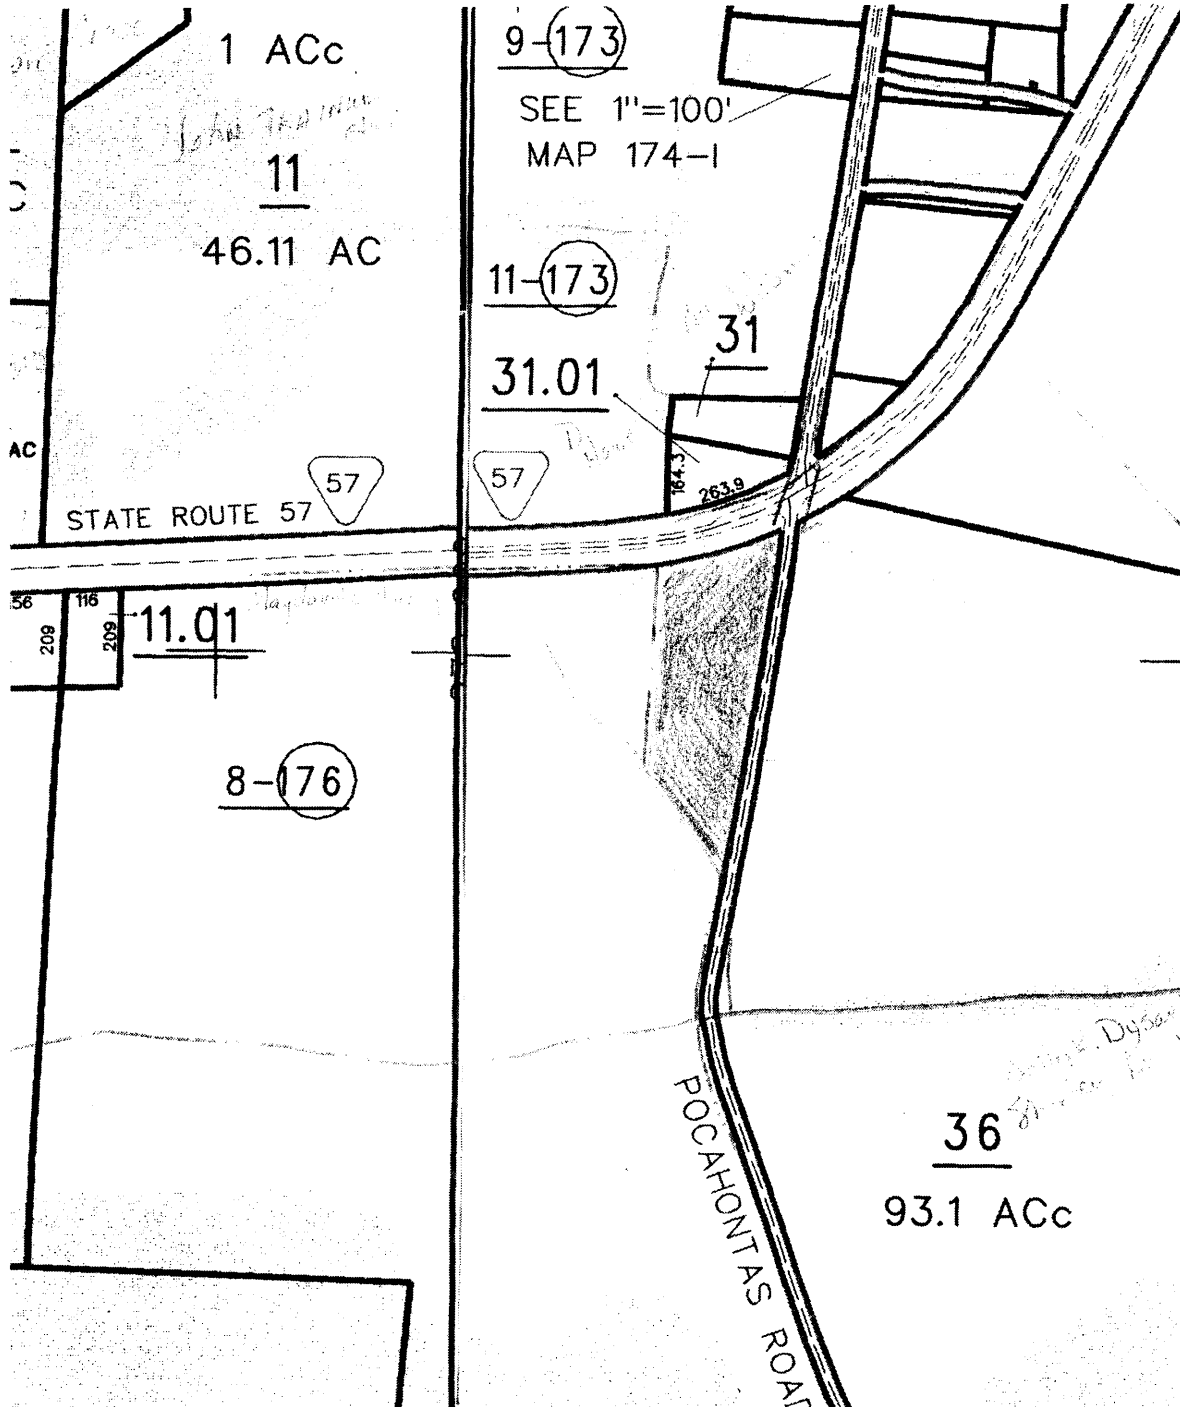 1 ACc
9-173
SEE 1"=100'
MAP 174-1
11
46.11 AC
11-173
31
31.01
AC
164.3
263.9
57
57
STATE ROUTE 57
56
116
209
209
11.01
8-176
Dyson
36
93.1 ACc
POCAHONTAS ROAD